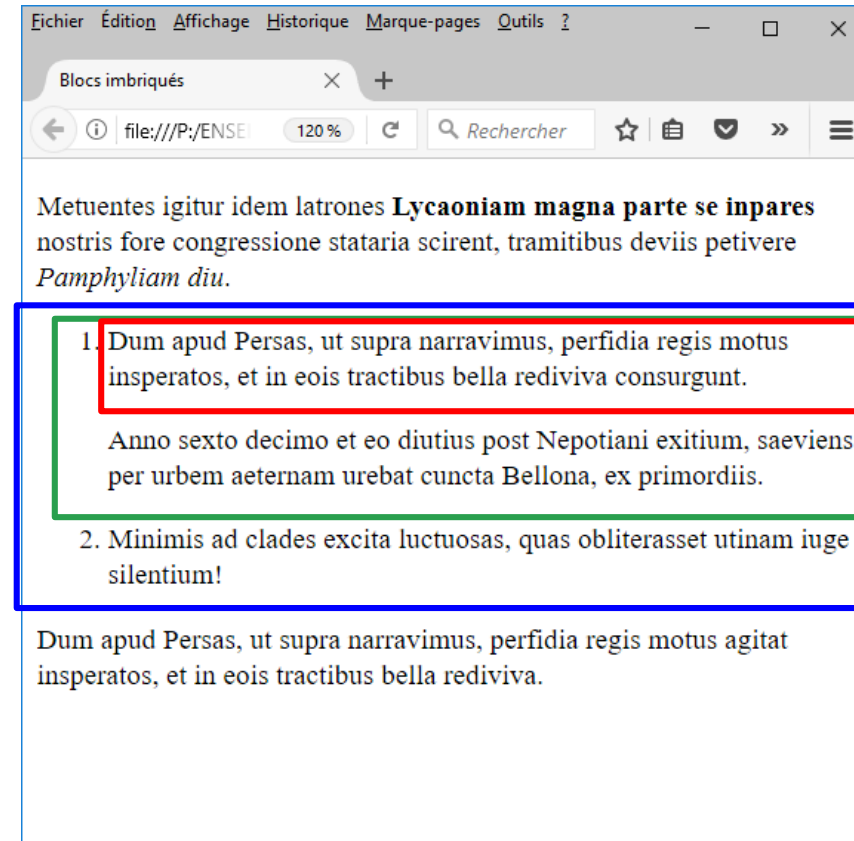 Fichier Édition Affichage Historique Marque-pages Outils ?
Blocs imbriqués
file:///P:/ENSE 120 % Rechercher
Metuentes igitur idem latrones Lycaoniam magna parte se inpares
nostris fore congressione stataria scirent, tramitibus deviis petivere
Pamphyliam diu.
1. Dum apud Persas, ut supra narravimus, perfidia regis motus
insperatos, et in eois tractibus bella rediviva consurgunt.
Anno sexto decimo et eo diutius post Nepotiani exitium, saeviens
per urbem aeternam urebat cuncta Bellona, ex primordiis.
2. Minimis ad clades excita luctuosas, quas obliterasset utinam iuge
silentium!
Dum apud Persas, ut supra narravimus, perfidia regis motus agitat
insperatos, et in eois tractibus bella rediviva.